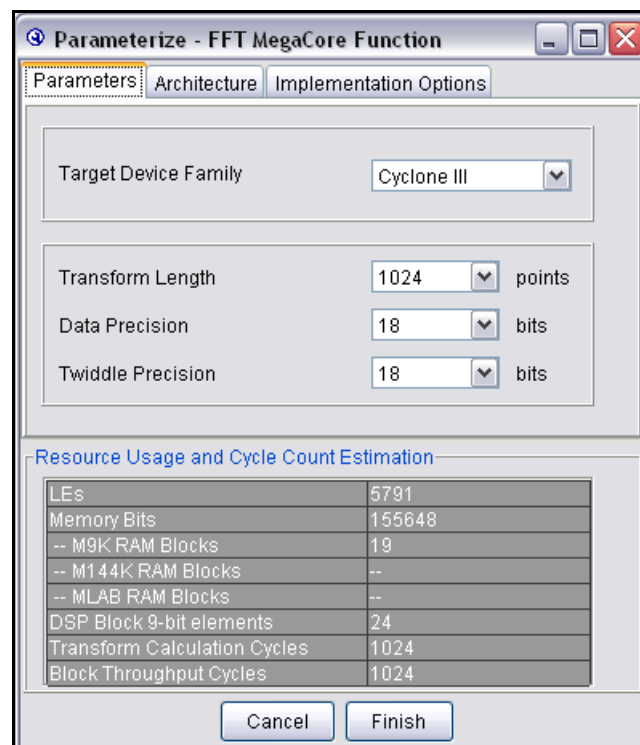 Parameterize - FFT MegaCore Function
Parameters Architecture Implementation Options
Target Device Family Cyclone III
Transform Length 1024 points
Data Precision 18 bits
Twiddle Precision 18 bits
Resource Usage and Cycle Count Estimation
LEs 5791
Memory Bits 155648
-- M9K RAM Blocks 19
-- M144K RAM Blocks --
-- MLAB RAM Blocks --
DSP Block 9-bit elements 24
Transform Calculation Cycles 1024
Block Throughput Cycles 1024
Cancel Finish